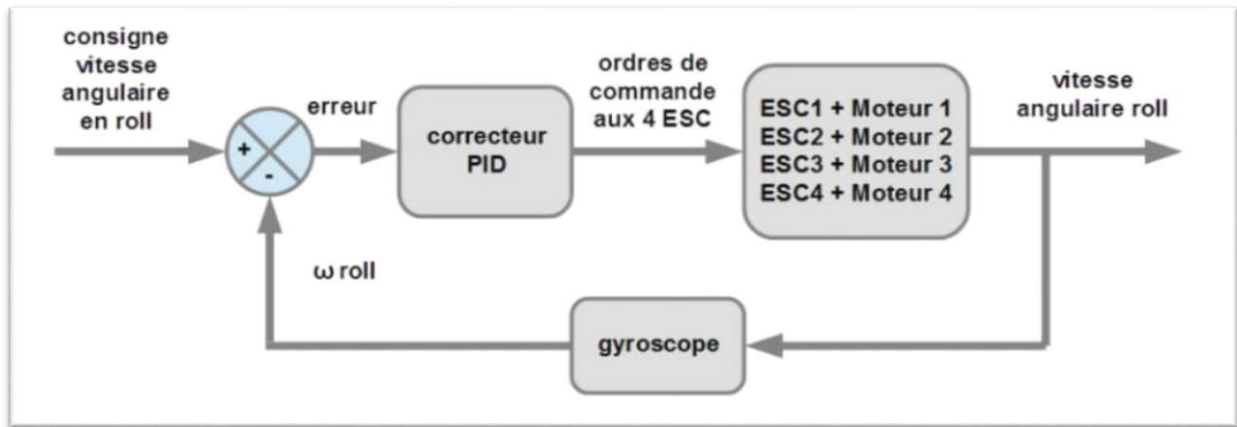 consigne
vitesse
angulaire
en roll
+
-
erreur
correcteur
PID
ordres de
commande
aux 4 ESC
ESC1 + Moteur 1
ESC2 + Moteur 2
ESC3 + Moteur 3
ESC4 + Moteur 4
vitesse
angulaire roll
ω roll
gyroscope